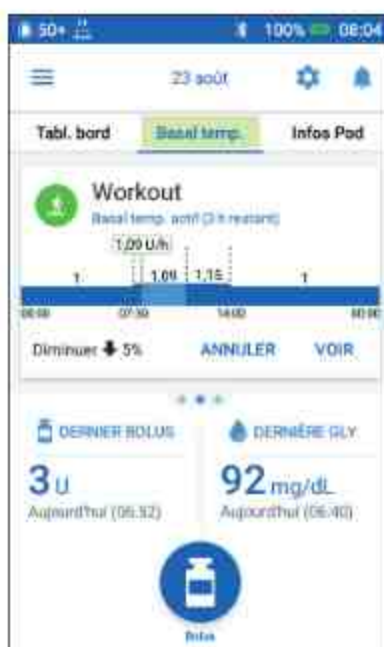 50+ 100% 08:04
23 août
Tabl. bord Basal temp. Infos Pod
Workout
Basal temp. actif (3 h restant)
1,09 U/h
1 1,09 1,15 1
00:00 07:30 14:00 00:00
Diminuer 5% ANNULER VOIR
DERNIER BOLUS DERNIÈRE GLY
3 U 92 mg/dL
Aujourd'hui (06:52) Aujourd'hui (06:40)
Bolus